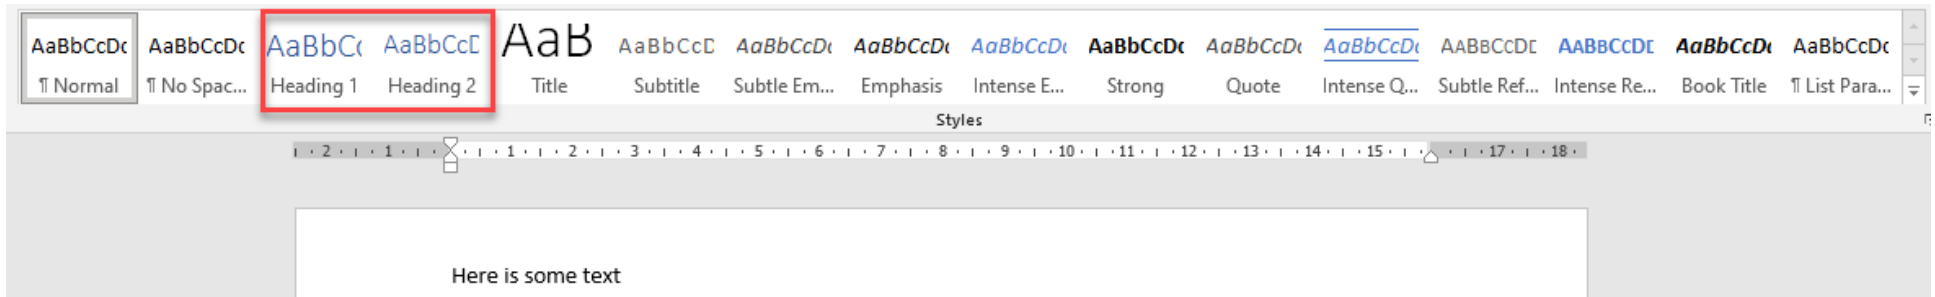 AaBbCcDc AaBbCcDc AaBbCc AaBbCcD AaB AaBbCcD AaBbCcDc AaBbCcDc AaBbCcDc AaBbCcDc AaBbCcDc AaBbCcDc AaBbCcDd AaBbCcDd AaBbCcDc AaBbCcDc
¶ Normal ¶ No Spac... Heading 1 Heading 2 Title Subtitle Subtle Em... Emphasis Intense E... Strong Quote Intense Q... Subtle Ref... Intense Re... Book Title ¶ List Para...
Styles
2 1 1 2 3 4 5 6 7 8 9 10 11 12 13 14 15 17 18
Here is some text